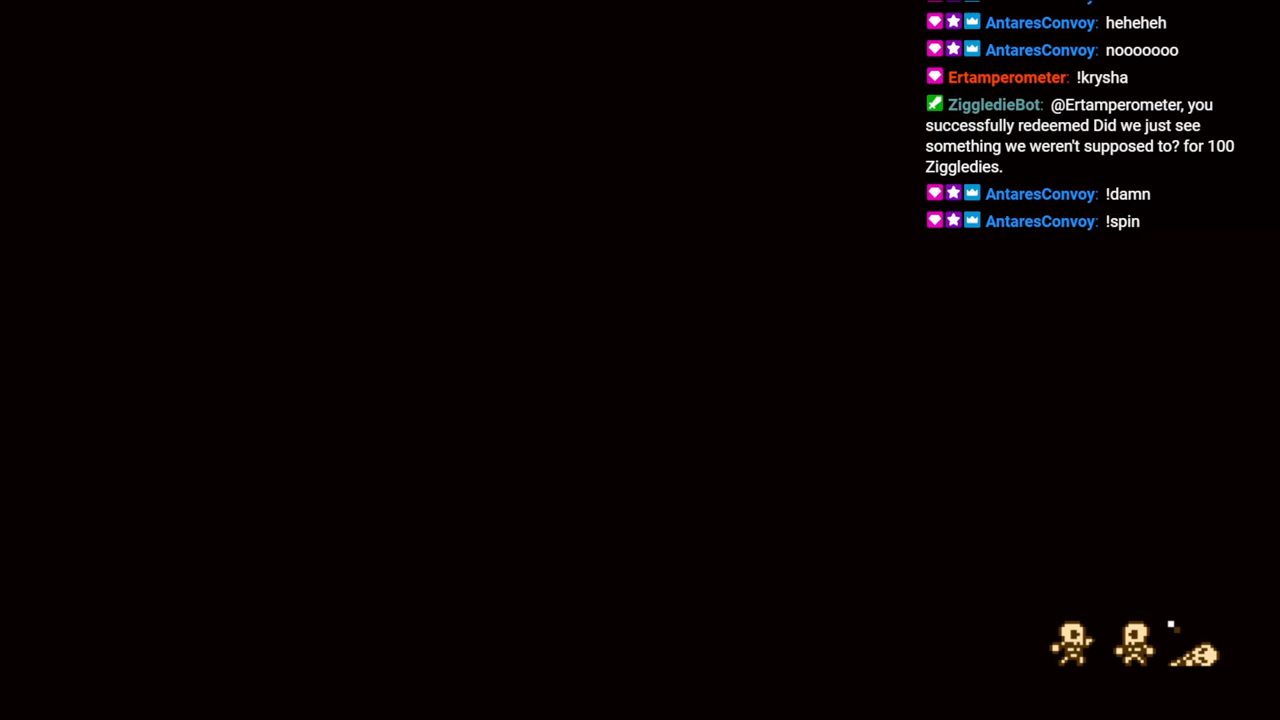 AntaresConvoy: heheheh
AntaresConvoy: nooooooo
Ertamperometer: !krysha
ZiggledieBot: @Ertamperometer, you
successfully redeemed Did we just see
something we weren't supposed to? for 100
Ziggledies.
AntaresConvoy: !damn
AntaresConvoy: !spin